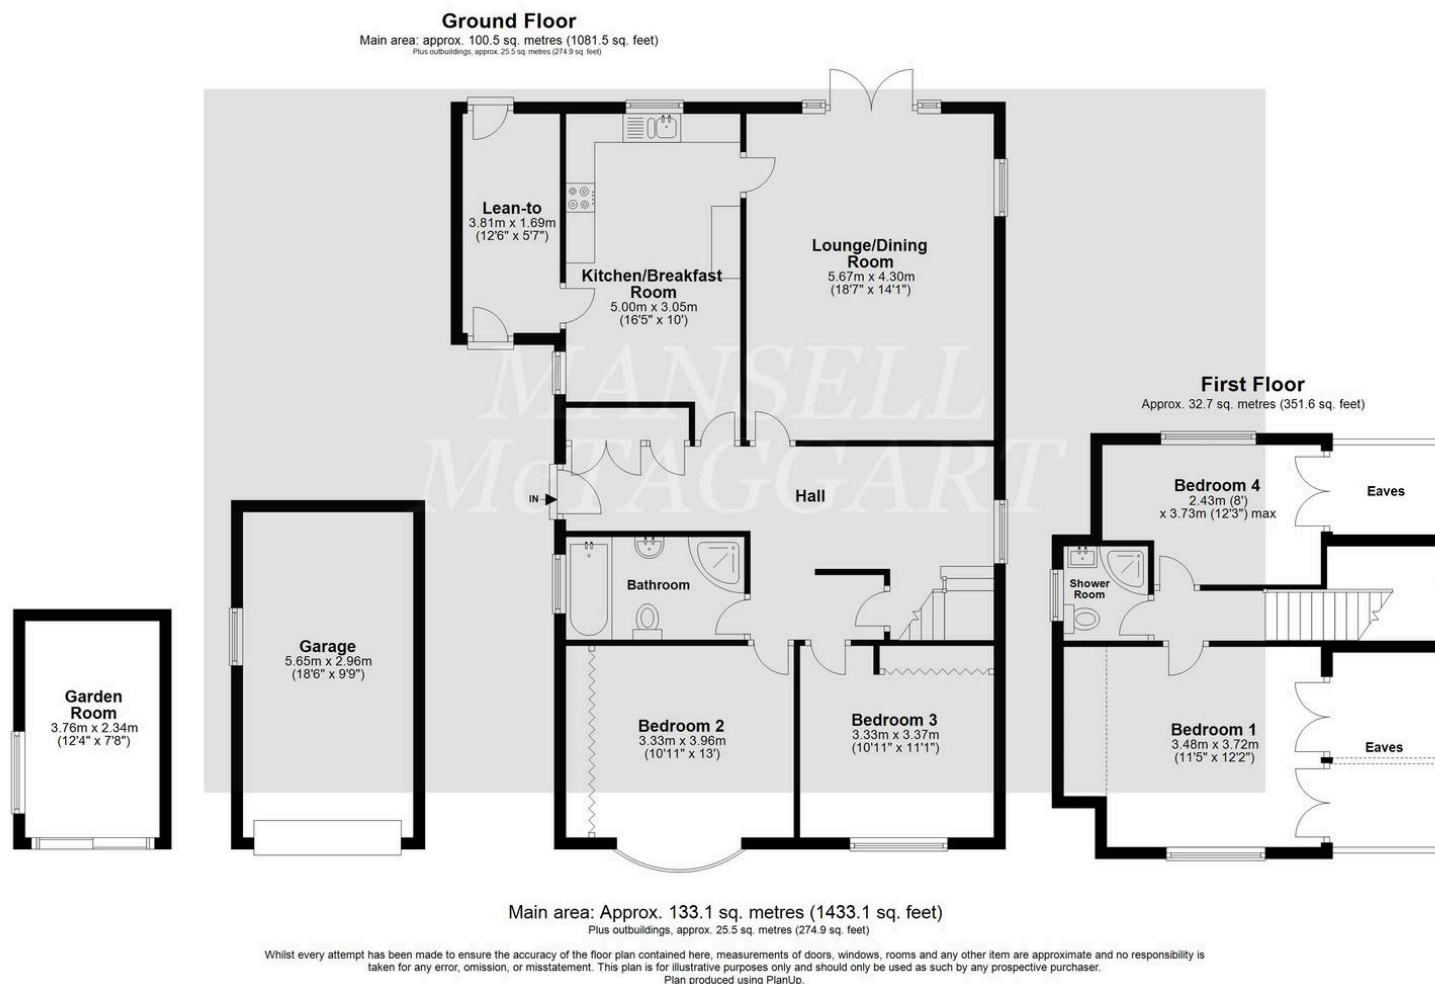 Ground Floor
Main area: approx. 100.5 sq. metres (1081.5 sq. feet)
Plus outbuildings, approx. 25.5 sq. metres (274.9 sq. feet)
Lean-to
3.81m x 1.69m
(12'6" x 5'7")
Kitchen/Breakfast
Room
5.00m x 3.05m
(16'5" x 10')
Lounge/Dining
Room
5.67m x 4.30m
(18'7" x 14'1")
MANSELL
McTAGGART
First Floor
Approx. 32.7 sq. metres (351.6 sq. feet)
IN
Hall
Bedroom 4
2.43m (8')
x 3.73m (12'3") max
Eaves
Bathroom
Shower
Room
Garage
5.65m x 2.96m
(18'6" x 9'9")
Garden
Room
3.76m x 2.34m
(12'4" x 7'8")
Bedroom 2
3.33m x 3.96m
(10'11" x 13')
Bedroom 3
3.33m x 3.37m
(10'11" x 11'1")
Bedroom 1
3.48m x 3.72m
(11'5" x 12'2")
Eaves
Main area: Approx. 133.1 sq. metres (1433.1 sq. feet)
Plus outbuildings, approx. 25.5 sq. metres (274.9 sq. feet)
Whilst every attempt has been made to ensure the accuracy of the floor plan contained here, measurements of doors, windows, rooms and any other item are approximate and no responsibility is
taken for any error, omission, or misstatement. This plan is for illustrative purposes only and should only be used as such by any prospective purchaser.
Plan produced using PlanUp.